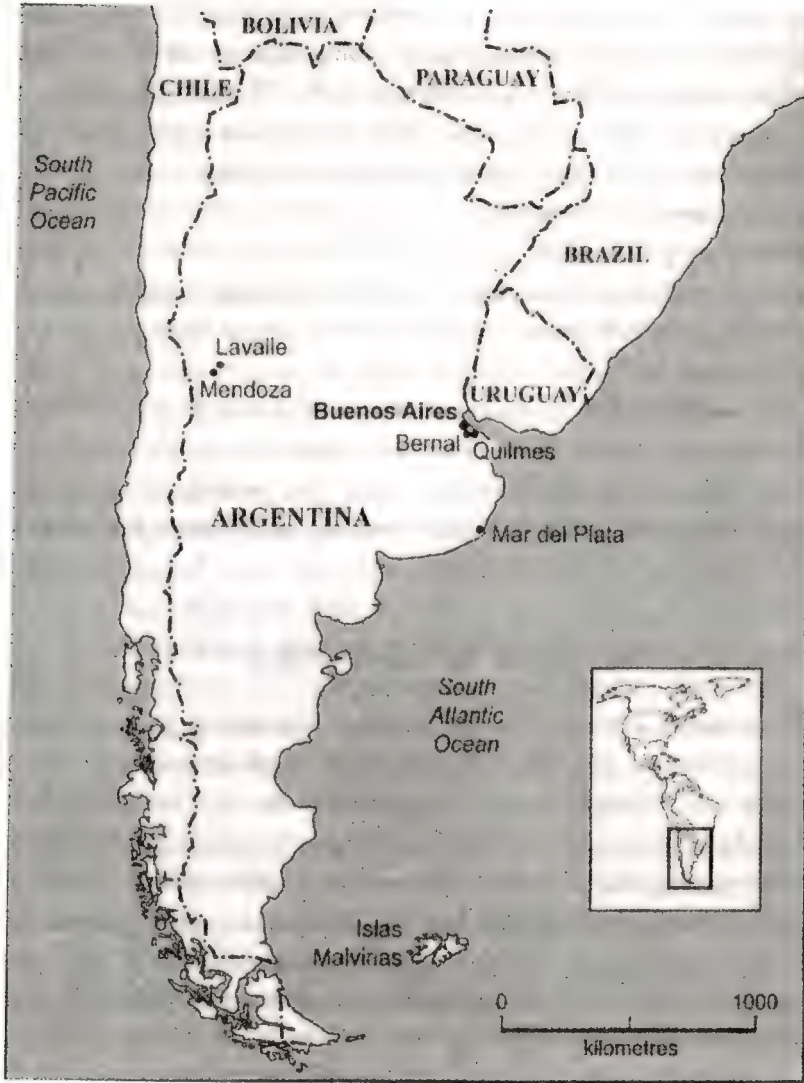 BOLIVIA
CHILE
PARAGUAY
South
Pacific
Ocean
BRAZIL
Lavalle
Mendoza
URUGUAY
Buenos Aires
Bernal
Quilmes
ARGENTINA
Mar del Plata
South
Atlantic
Ocean
Islas
Malvinas
0 1000
kilometres